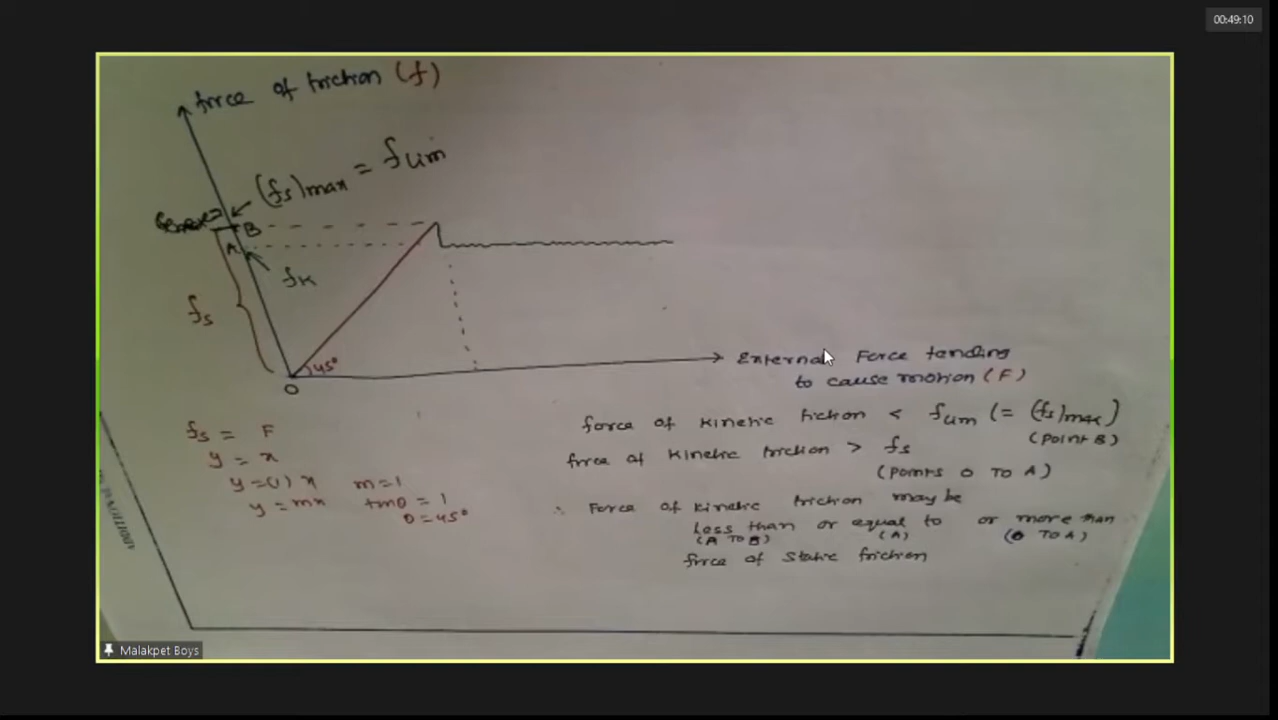 00:49:10
force of friction (f)
(fs)max = flim
B
A
fK
fs
45°
O
External Force tending
to cause motion (F)
fs = F
y = x
y = (1) x m = 1
y = mx tanθ = 1
θ = 45°
force of kinetic friction < flim (= (fs)max)
(Point B)
force of kinetic friction > fs
(Points O TO A)
∴ Force of kinetic friction may be
less than or equal to or more than
(A TO B) (A) (O TO A)
force of static friction
Malakpet Boys